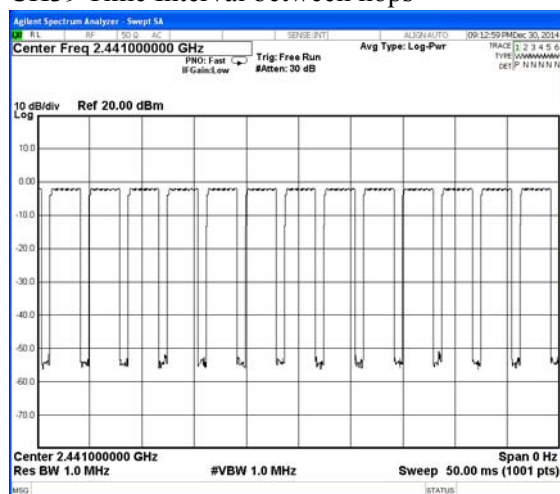 CH39 Time Interval between hops
Agilent Spectrum Analyzer - Swept SA
RL RF 50 Ω AC SENSE:INT ALIGNAUTO 09:12:59 PM Dec 30, 2014
Center Freq 2.441000000 GHz
PNO: Fast
IFGain:Low
Trig: Free Run
#Atten: 30 dB
Avg Type: Log-Pwr
TRACE 1 2 3 4 5 6
TYPE
DET P N N N N N
10 dB/div Ref 20.00 dBm
Log
10.0
0.00
-10.0
-20.0
-30.0
-40.0
-50.0
-60.0
-70.0
Center 2.441000000 GHz Span 0 Hz
Res BW 1.0 MHz #VBW 1.0 MHz Sweep 50.00 ms (1001 pts)
MSG STATUS